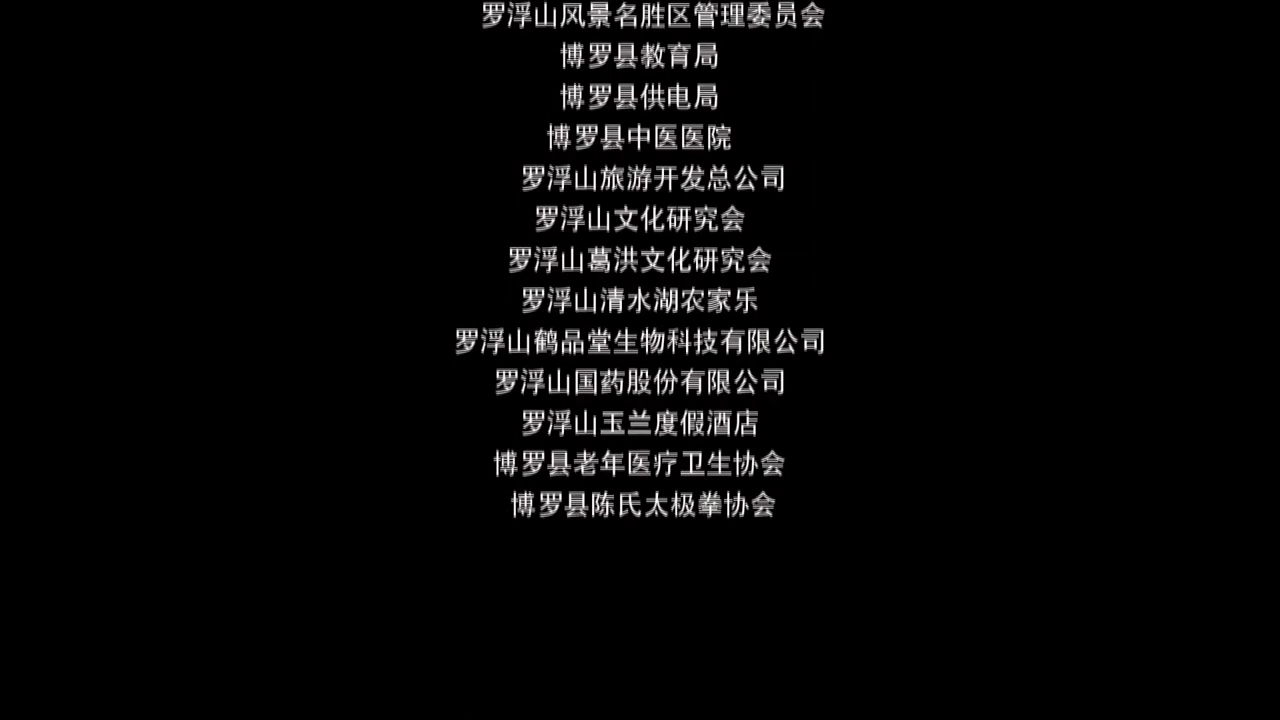 罗浮山风景名胜区管理委员会
博罗县教育局
博罗县供电局
博罗县中医医院
罗浮山旅游开发总公司
罗浮山文化研究会
罗浮山葛洪文化研究会
罗浮山清水湖农家乐
罗浮山鹤品堂生物科技有限公司
罗浮山国药股份有限公司
罗浮山玉兰度假酒店
博罗县老年医疗卫生协会
博罗县陈氏太极拳协会